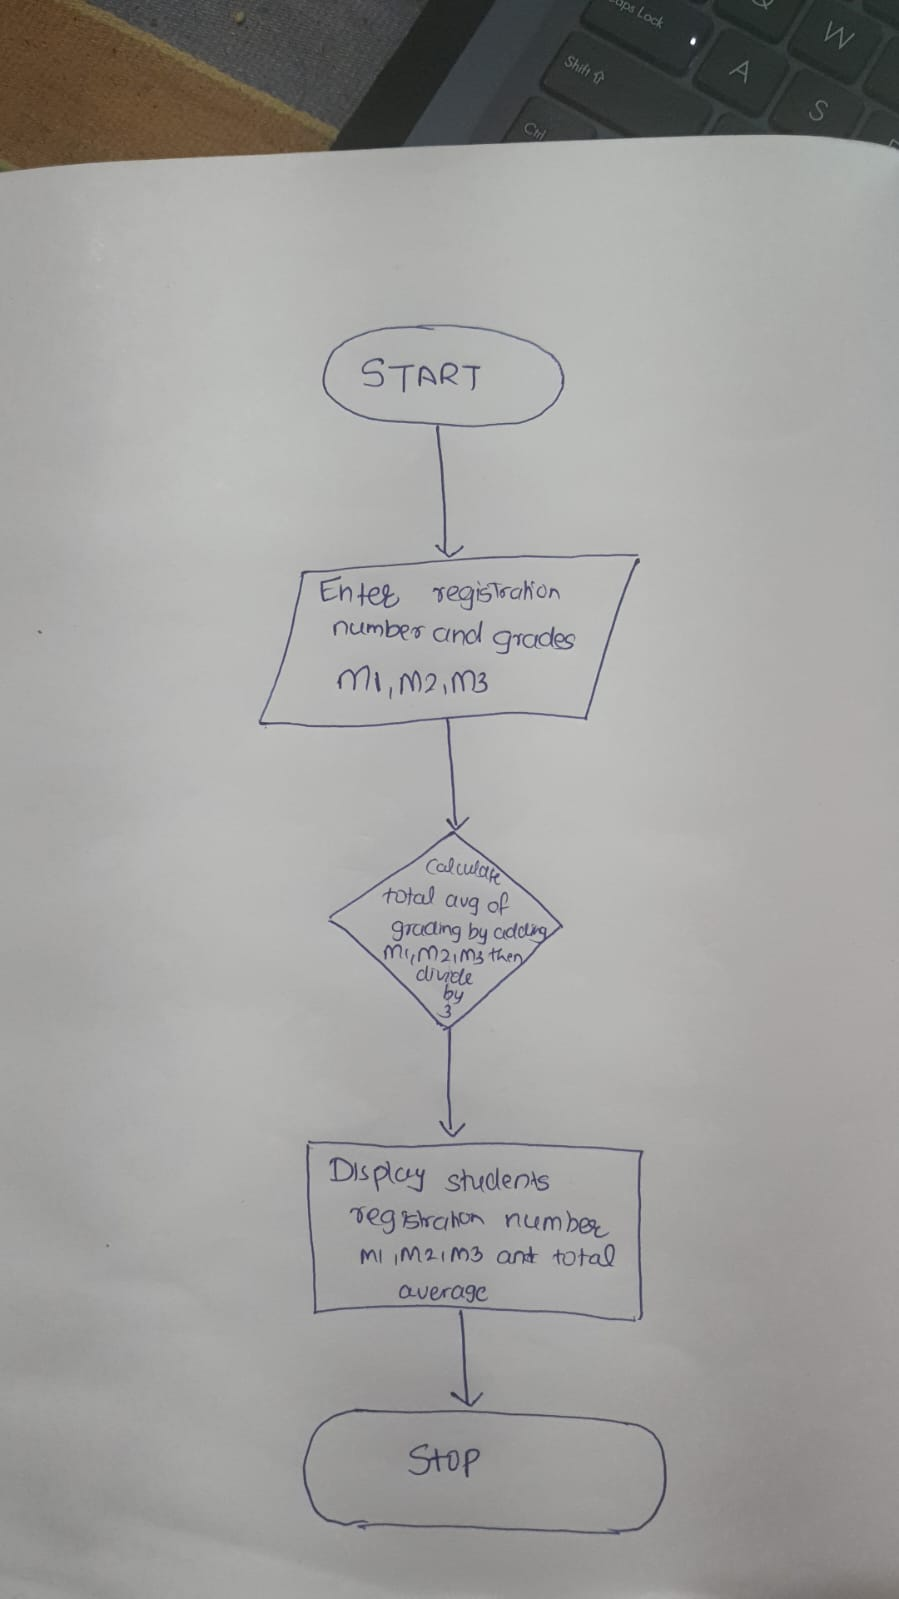 Caps Lock
Q
W
Shift
A
S
Ctrl
START
Enter registration
number and grades
M1, M2, M3
Calculate
total avg of
grading by adding
M1, M2, M3 then
divide
by
3
Display students
registration number
M1, M2, M3 and total
average
STOP